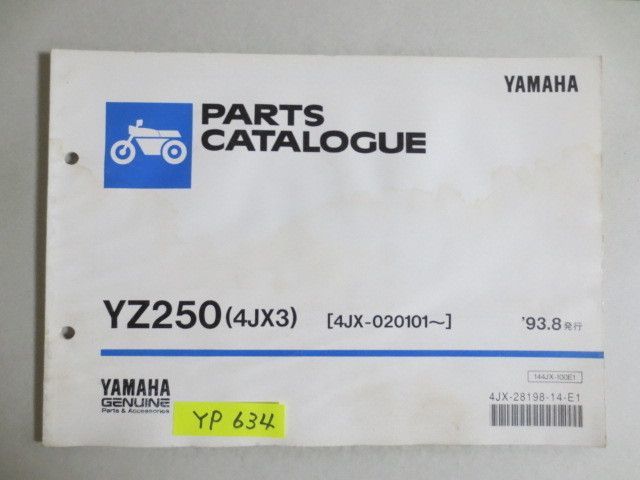 YAMAHA
PARTS
CATALOGUE
YZ250 (4JX3) [4JX-020101~] '93.8発行
144JX-100E1
YAMAHA
GENUINE
Parts & Accessories
YP 634
4JX-28198-14-E1